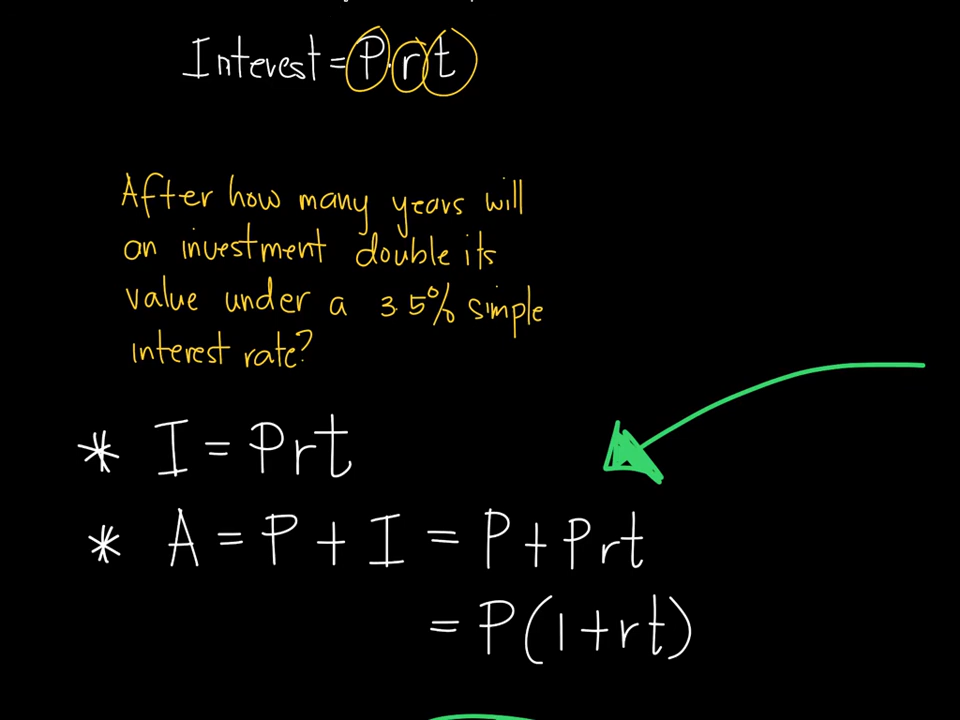 Interest = P·r·t
After how many years will
an investment double its
value under a 3.5% simple
interest rate?
* I = Prt
* A = P + I = P + Prt
= P(1+rt)